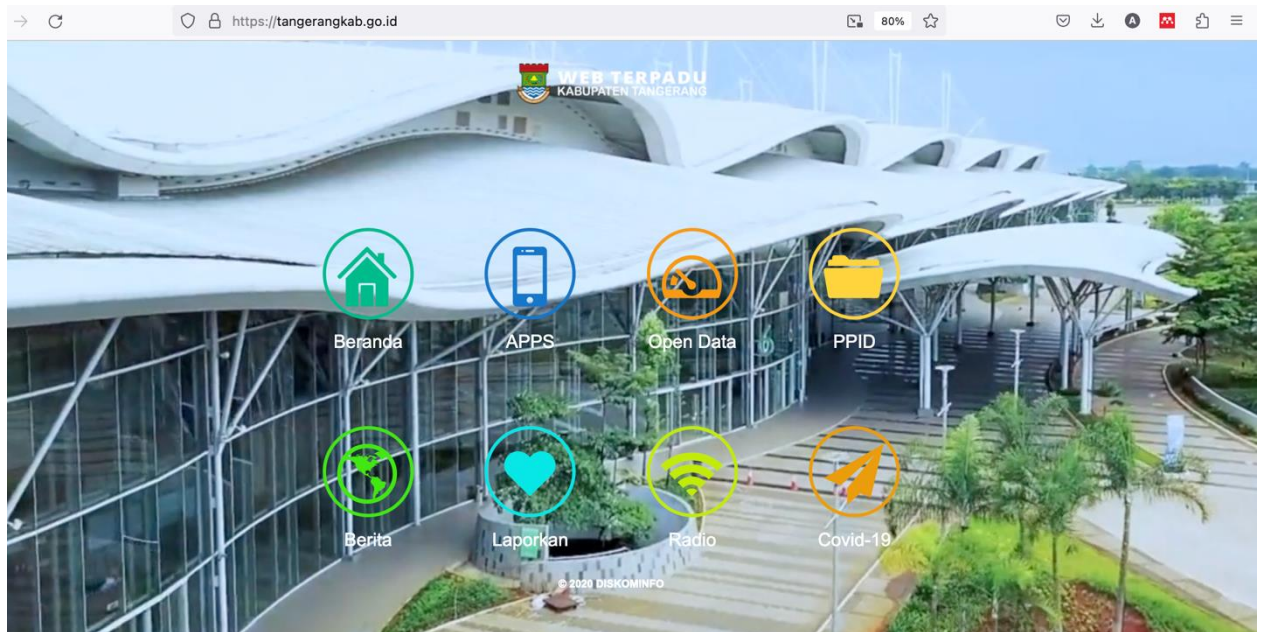 https://tangerangkab.go.id
80%
A
WEB TERPADU
KABUPATEN TANGERANG
Beranda
APPS
Open Data
PPID
Berita
Laporkan
Radio
Covid-19
© 2020 DISKOMINFO